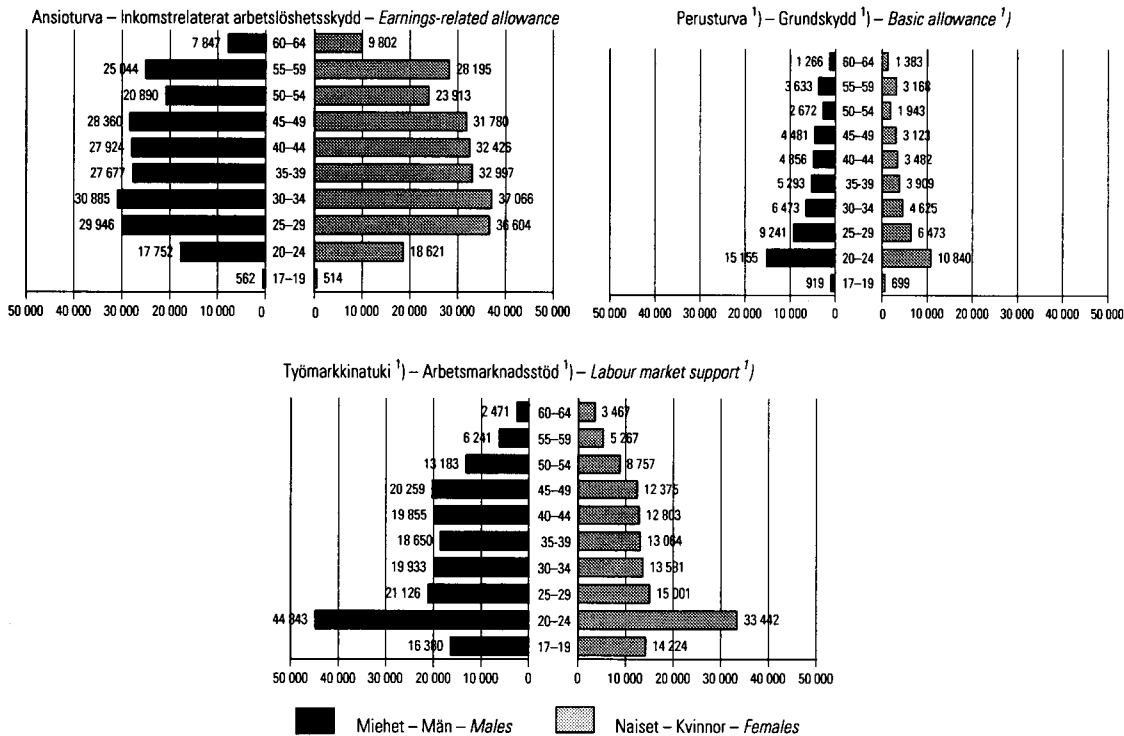 Ansioturva – Inkomstrelaterat arbetslöshetsskydd – Earnings-related allowance
7 847 60–64 9 802
25 044 55–59 28 195
20 890 50–54 23 913
28 360 45–49 31 780
27 924 40–44 32 426
27 677 35-39 32 997
30 885 30–34 37 066
29 946 25–29 36 604
17 752 20–24 18 621
562 17–19 514
50 000 40 000 30 000 20 000 10 000 0 0 10 000 20 000 30 000 40 000 50 000
Perusturva ¹) – Grundskydd ¹) – Basic allowance ¹)
1 266 60–64 1 383
3 633 55–59 3 168
2 672 50–54 1 943
4 481 45–49 3 123
4 856 40–44 3 482
5 293 35-39 3 909
6 473 30–34 4 625
9 241 25–29 6 473
15 155 20–24 10 840
919 17–19 699
50 000 40 000 30 000 20 000 10 000 0 0 10 000 20 000 30 000 40 000 50 000
Työmarkkinatuki ¹) – Arbetsmarknadsstöd ¹) – Labour market support ¹)
2 471 60–64 3 467
6 241 55–59 5 267
13 183 50–54 8 757
20 259 45–49 12 375
19 855 40–44 12 803
18 650 35-39 13 064
19 933 30–34 13 581
21 126 25–29 15 001
44 843 20–24 33 442
16 380 17–19 14 224
50 000 40 000 30 000 20 000 10 000 0 0 10 000 20 000 30 000 40 000 50 000
Miehet – Män – Males Naiset – Kvinnor – Females